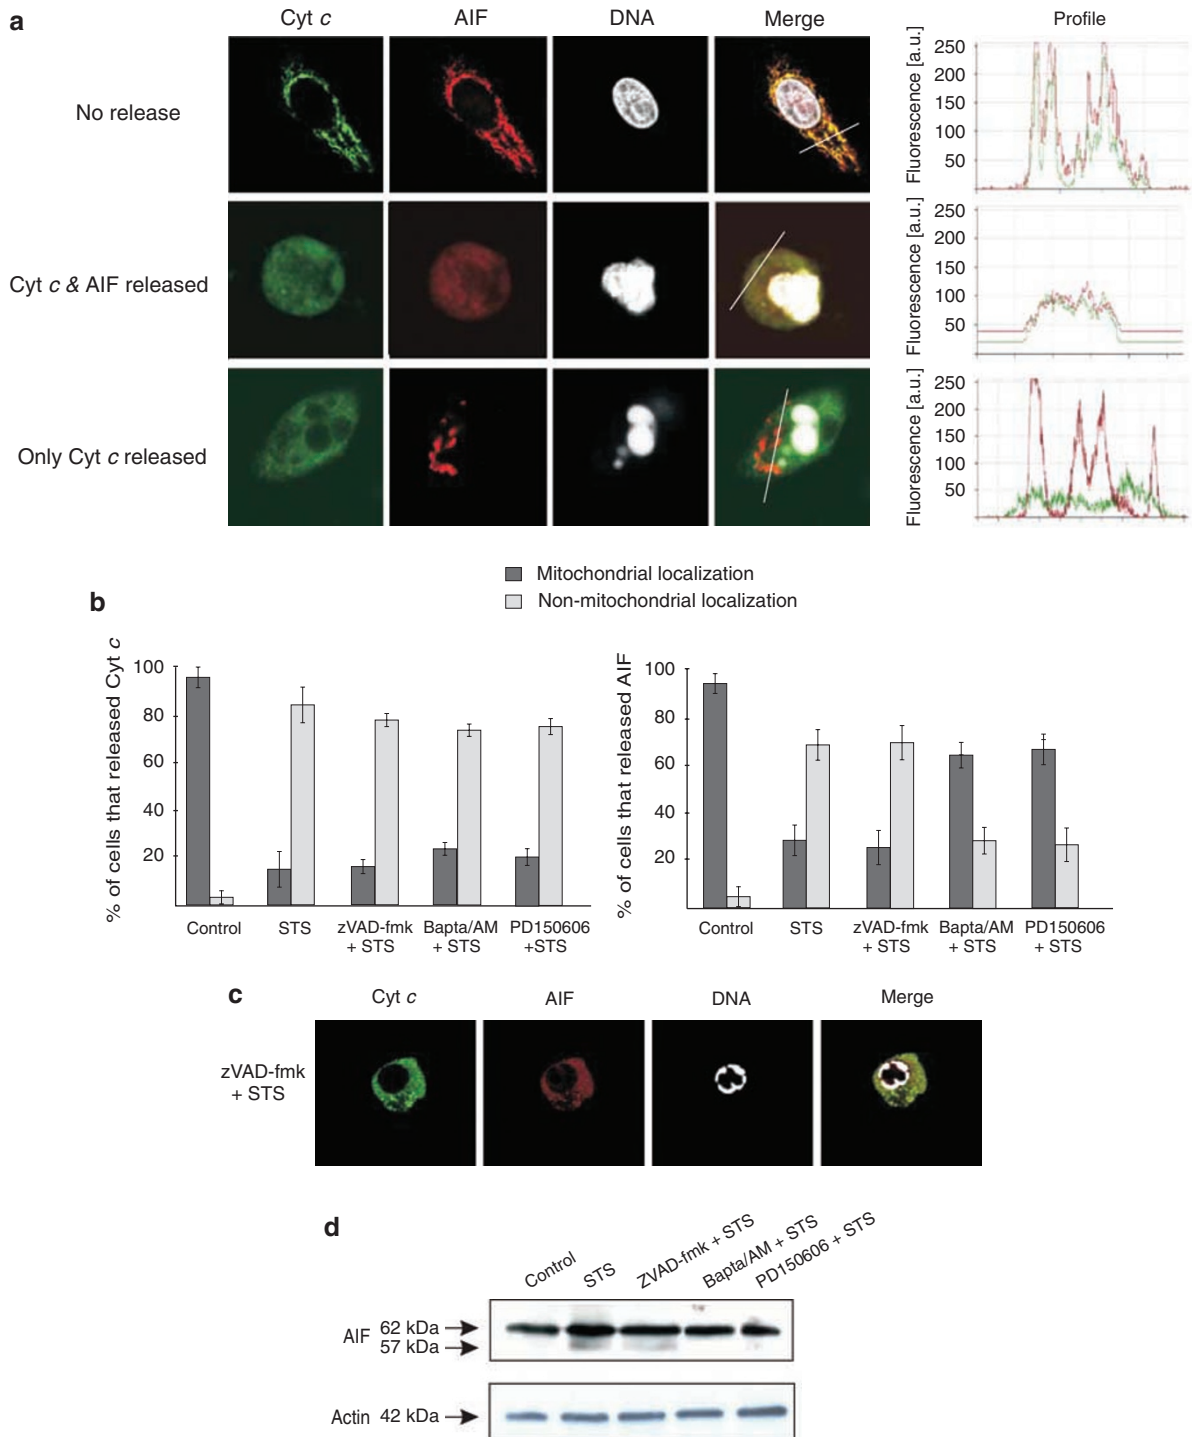 a
Cyt c
AIF
DNA
Merge
Profile
No release
Fluorescence [a.u.]
250
200
150
100
50
Cyt c & AIF released
Fluorescence [a.u.]
250
200
150
100
50
Only Cyt c released
Fluorescence [a.u.]
250
200
150
100
50
Mitochondrial localization
Non-mitochondrial localization
b
% of cells that released Cyt c
100
80
60
40
20
Control
STS
zVAD-fmk
+ STS
Bapta/AM
+ STS
PD150606
+STS
% of cells that released AIF
100
80
60
40
20
Control
STS
zVAD-fmk
+ STS
Bapta/AM
+ STS
PD150606
+ STS
c
Cyt c
AIF
DNA
Merge
zVAD-fmk
+ STS
d
Control
STS
ZVAD-fmk + STS
Bapta/AM + STS
PD150606 + STS
AIF
62 kDa
57 kDa
Actin 42 kDa